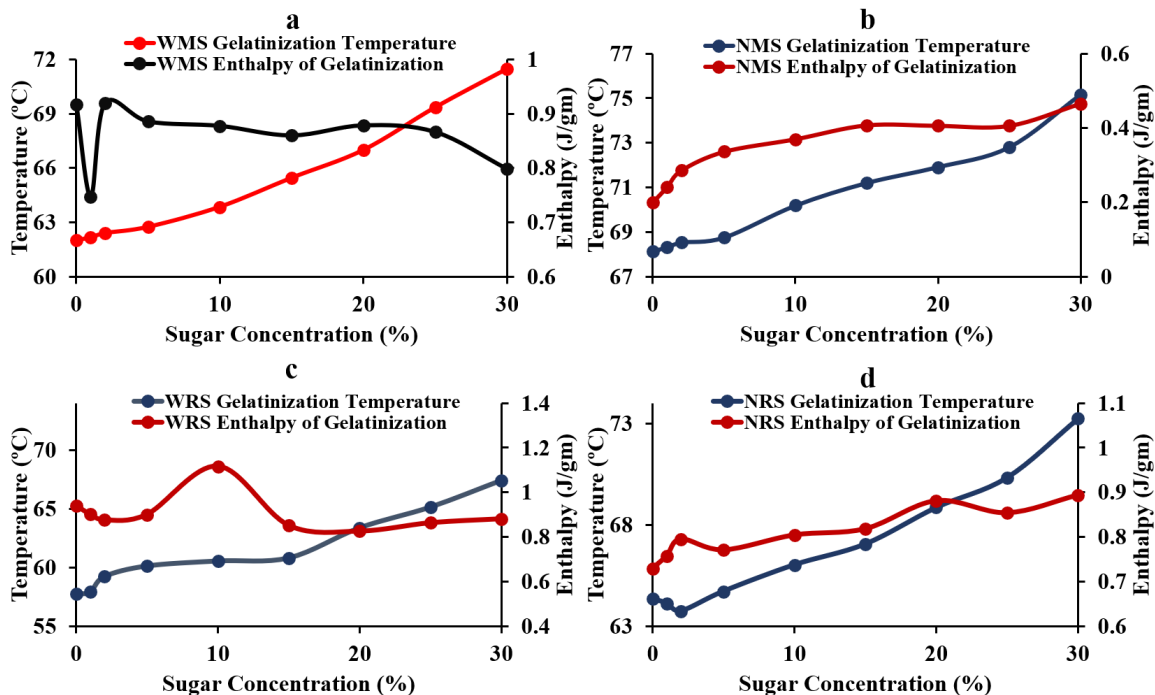 a
WMS Gelatinization Temperature
WMS Enthalpy of Gelatinization
Temperature (ºC)
72
69
66
63
60
1
0.9
0.8
0.7
0.6
Enthalpy (J/gm)
0 10 20 30
Sugar Concentration (%)
b
NMS Gelatinization Temperature
NMS Enthalpy of Gelatinization
Temperature (ºC)
77
75
73
71
69
67
0.6
0.4
0.2
0
Enthalpy (J/gm)
0 10 20 30
Sugar Concentration (%)
c
WRS Gelatinization Temperature
WRS Enthalpy of Gelatinization
Temperature (ºC)
70
65
60
55
1.4
1.2
1
0.8
0.6
0.4
Enthalpy (J/gm)
0 10 20 30
Sugar Concentration (%)
d
NRS Gelatinization Temperature
NRS Enthalpy of Gelatinization
Temperature (ºC)
73
68
63
1.1
1
0.9
0.8
0.7
0.6
Enthalpy (J/gm)
0 10 20 30
Sugar Concentration (%)